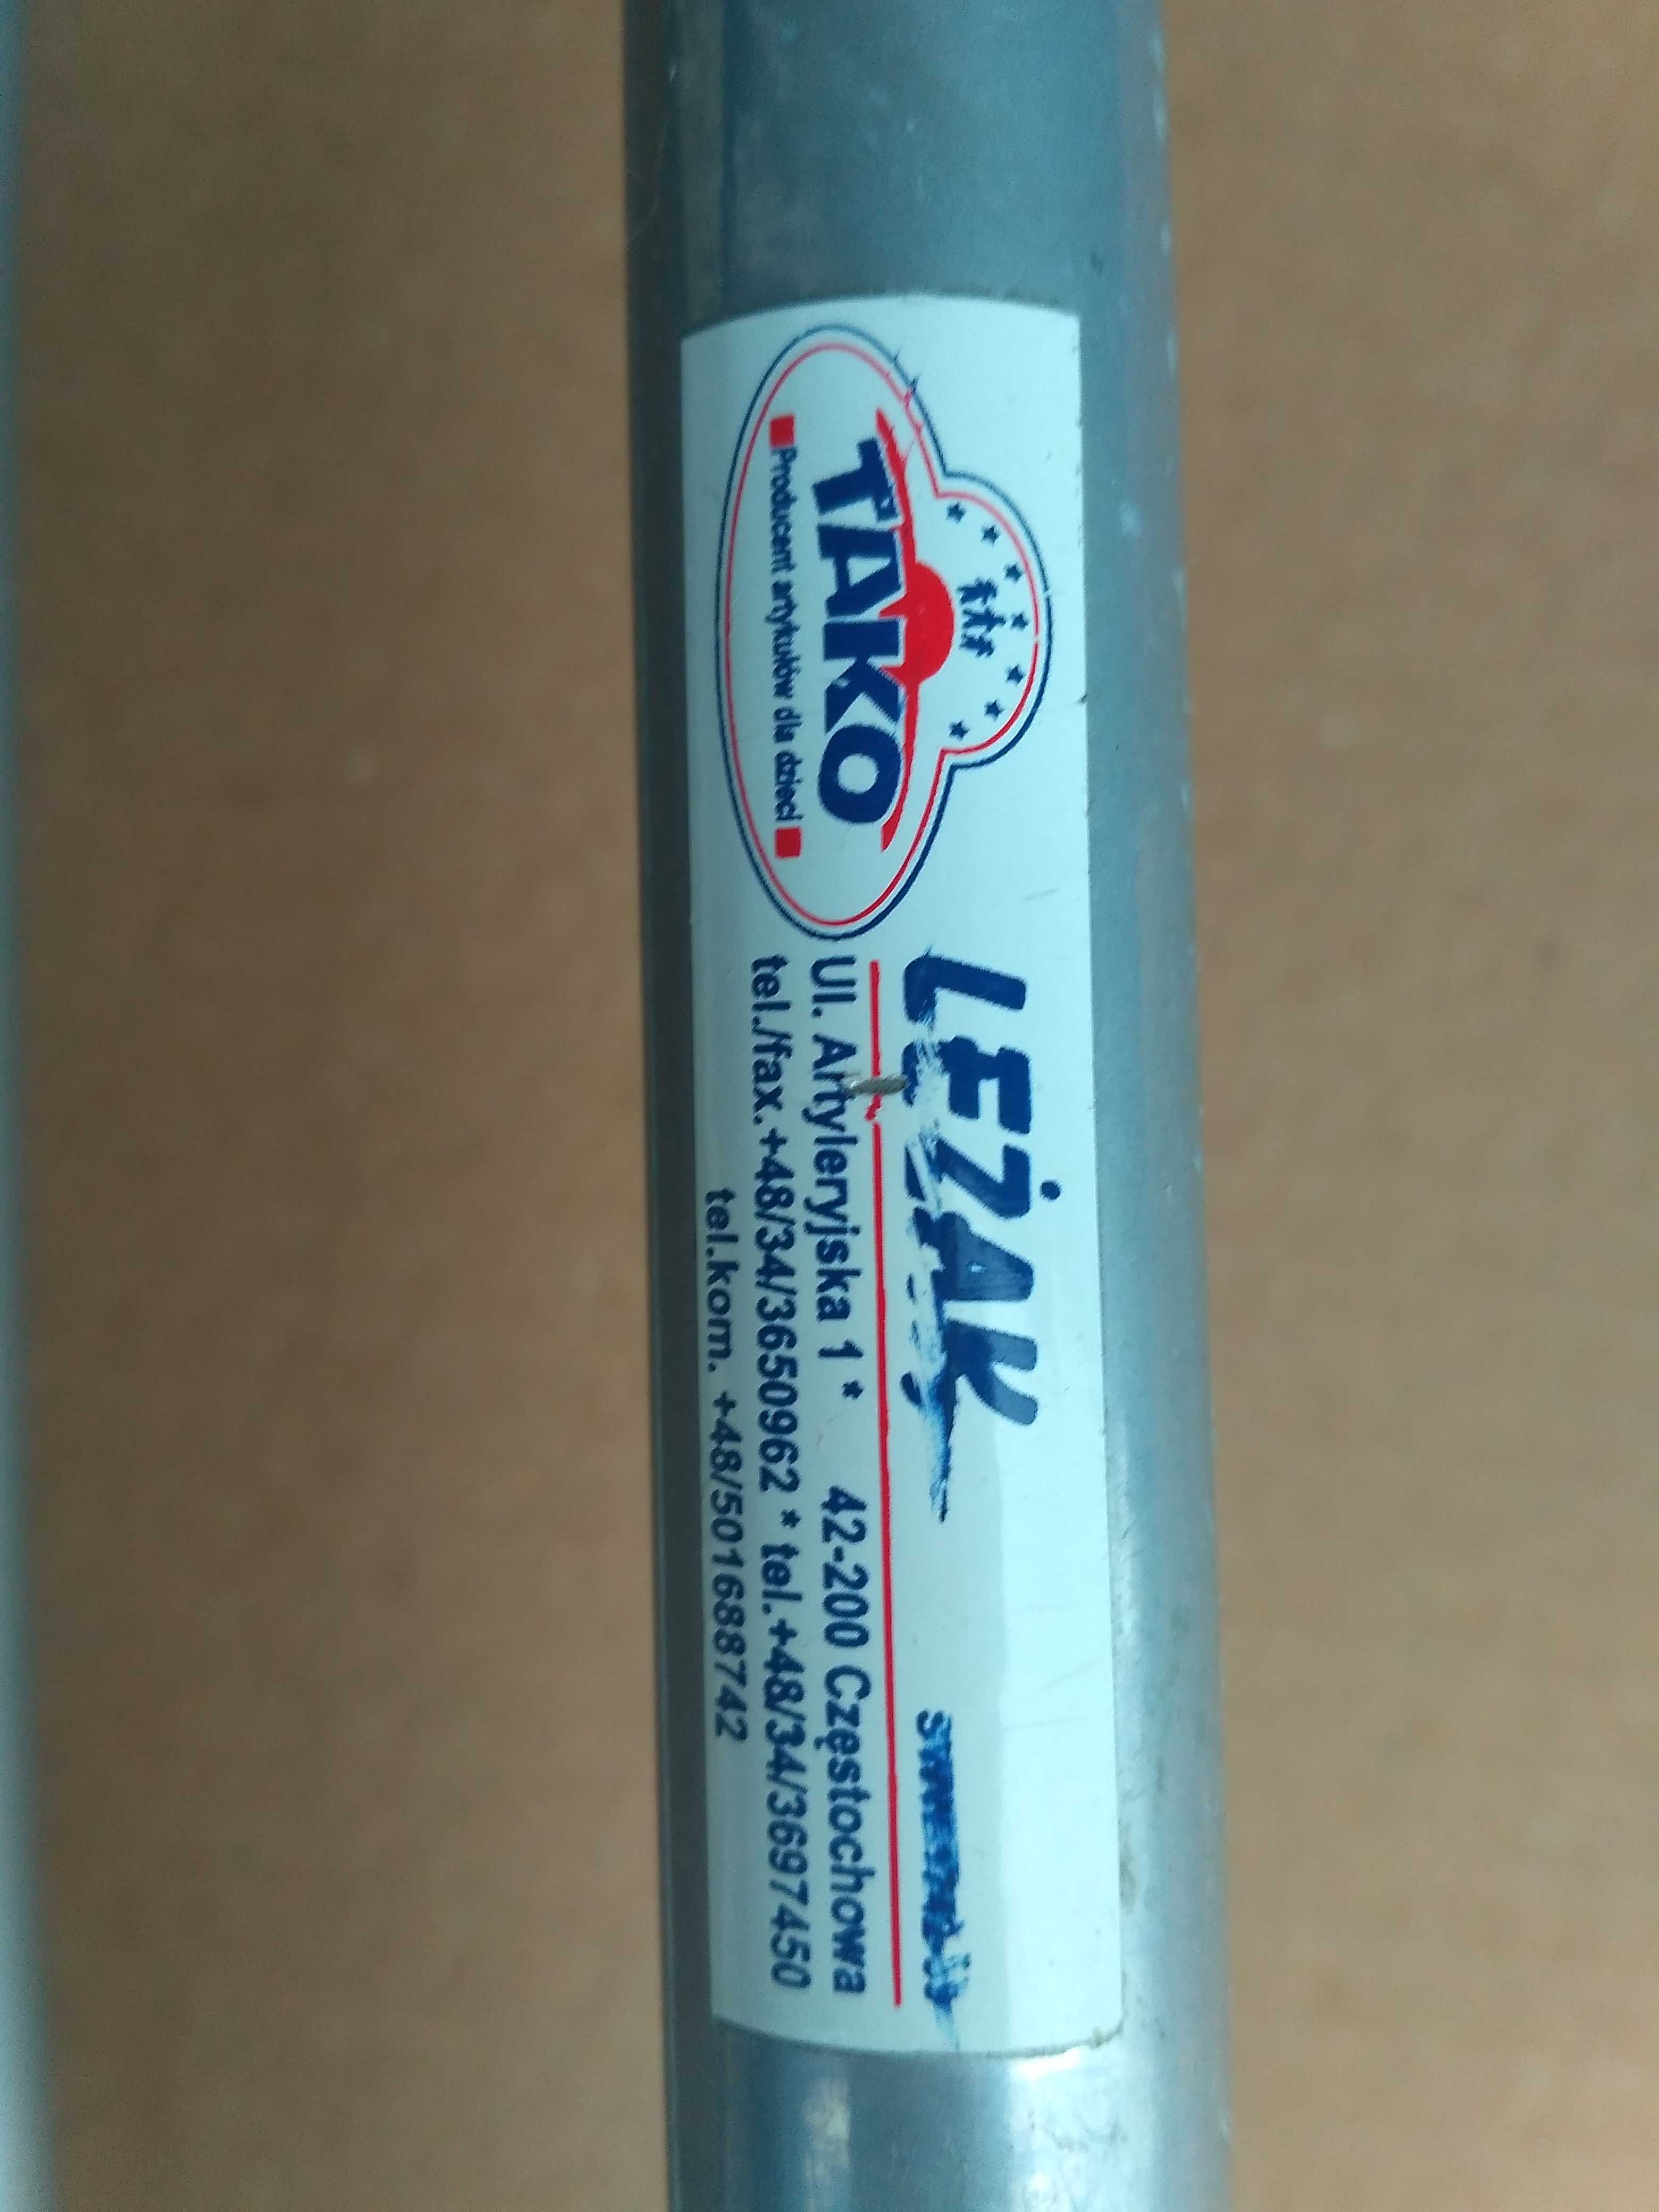 TAKO
Producent artykułów dla dzieci
LEŻAK
Ul. Artyleryjska 1 * 42-200 Częstochowa
tel./fax.+48/34/3650962 * tel.+48/34/3697450
tel.kom. +48/501688742